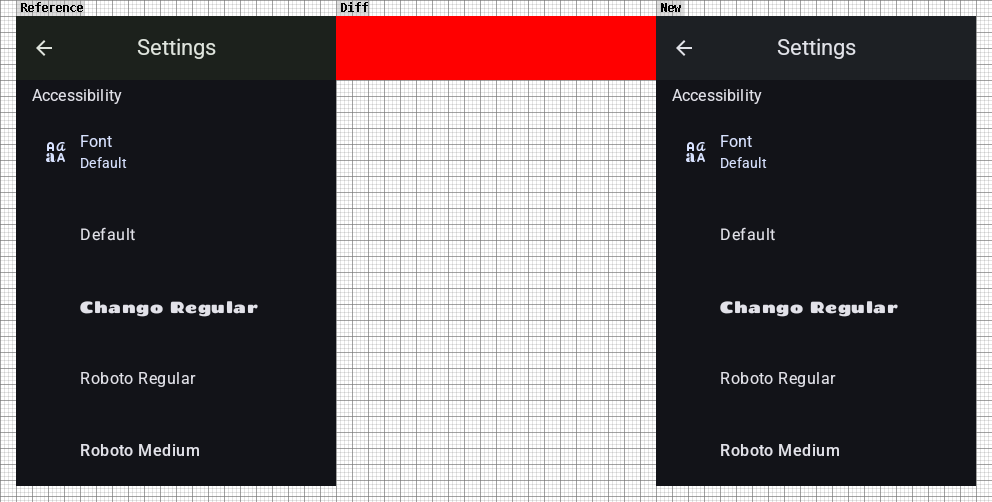 Reference
Diff
New
Settings
Accessibility
Font
Default
Default
Chango Regular
Roboto Regular
Roboto Medium
Settings
Accessibility
Font
Default
Default
Chango Regular
Roboto Regular
Roboto Medium